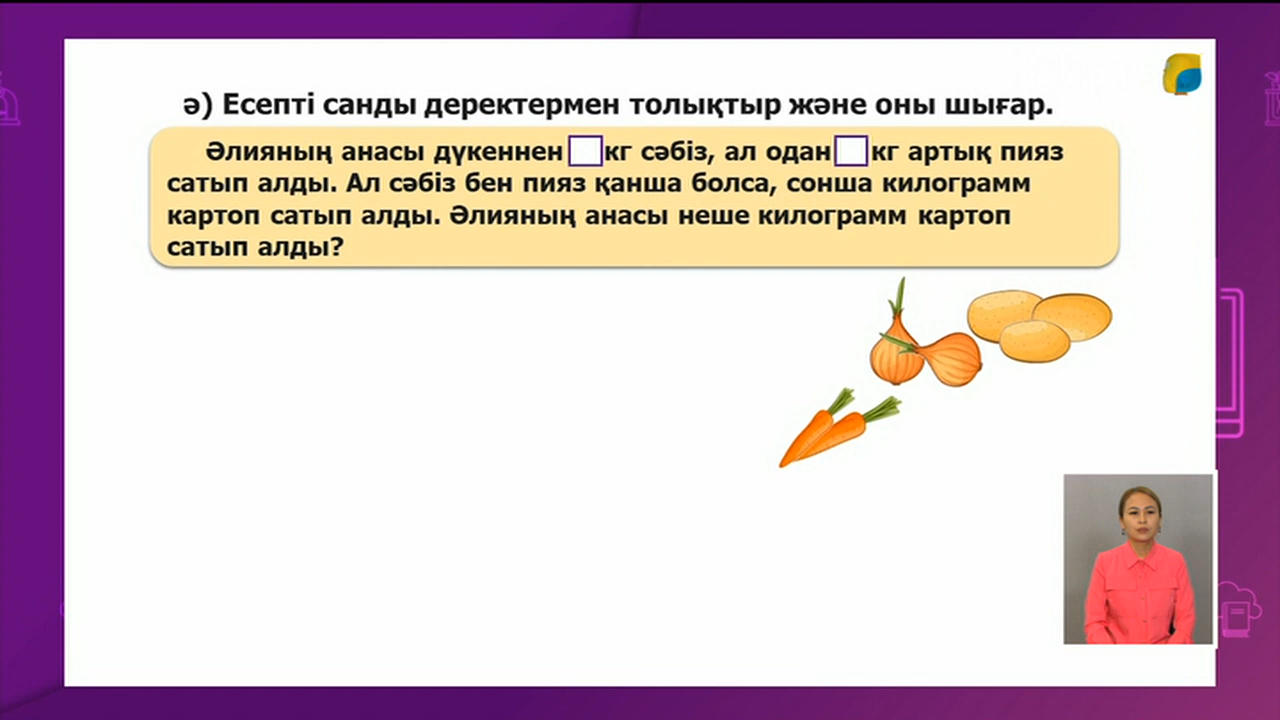 ә) Есепті санды деректермен толықтыр және оны шығар.
Әлияның анасы дүкеннен кг сәбіз, ал одан кг артық пияз
сатып алды. Ал сәбіз бен пияз қанша болса, сонша килограмм
картоп сатып алды. Әлияның анасы неше килограмм картоп
сатып алды?